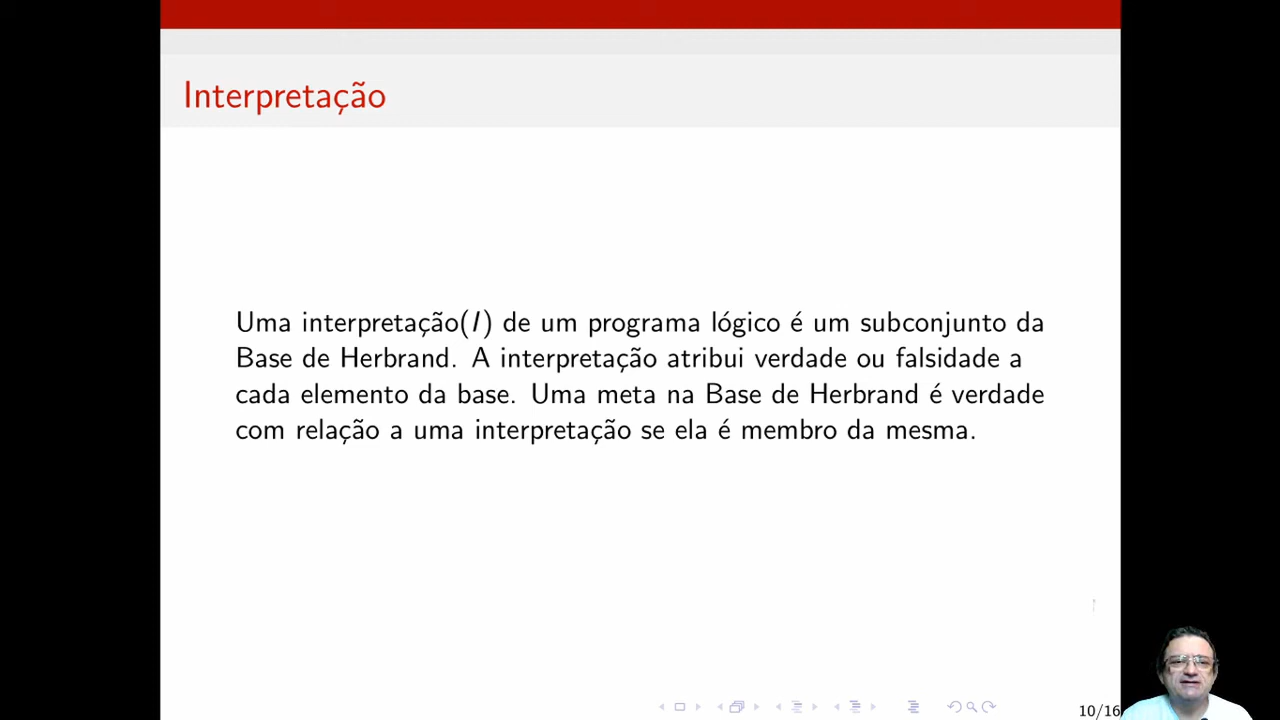 Interpretação
Uma interpretação(I) de um programa lógico é um subconjunto da
Base de Herbrand. A interpretação atribui verdade ou falsidade a
cada elemento da base. Uma meta na Base de Herbrand é verdade
com relação a uma interpretação se ela é membro da mesma.
10/16